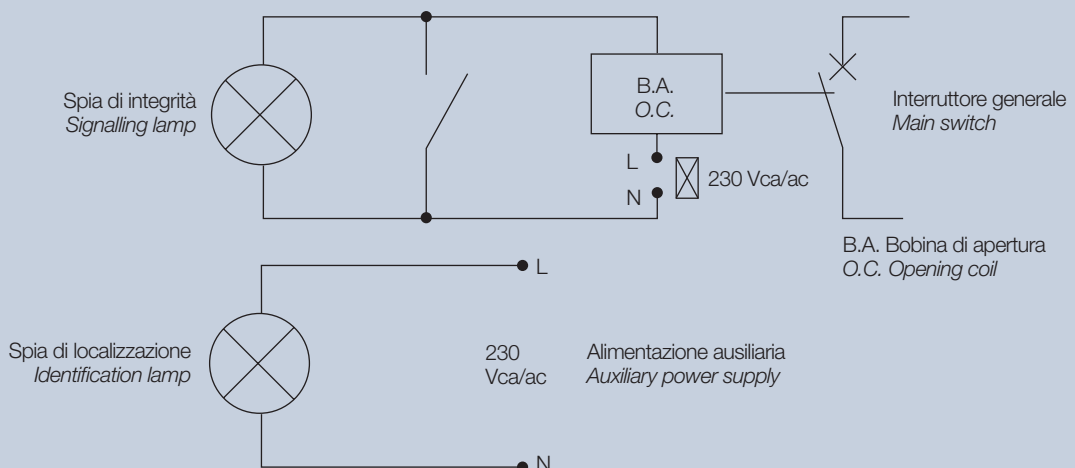 Spia di integrità
Signalling lamp
B.A.
O.C.
L
N
230 Vca/ac
Interruttore generale
Main switch
B.A. Bobina di apertura
O.C. Opening coil
L
Spia di localizzazione
Identification lamp
230
Vca/ac
Alimentazione ausiliaria
Auxiliary power supply
N